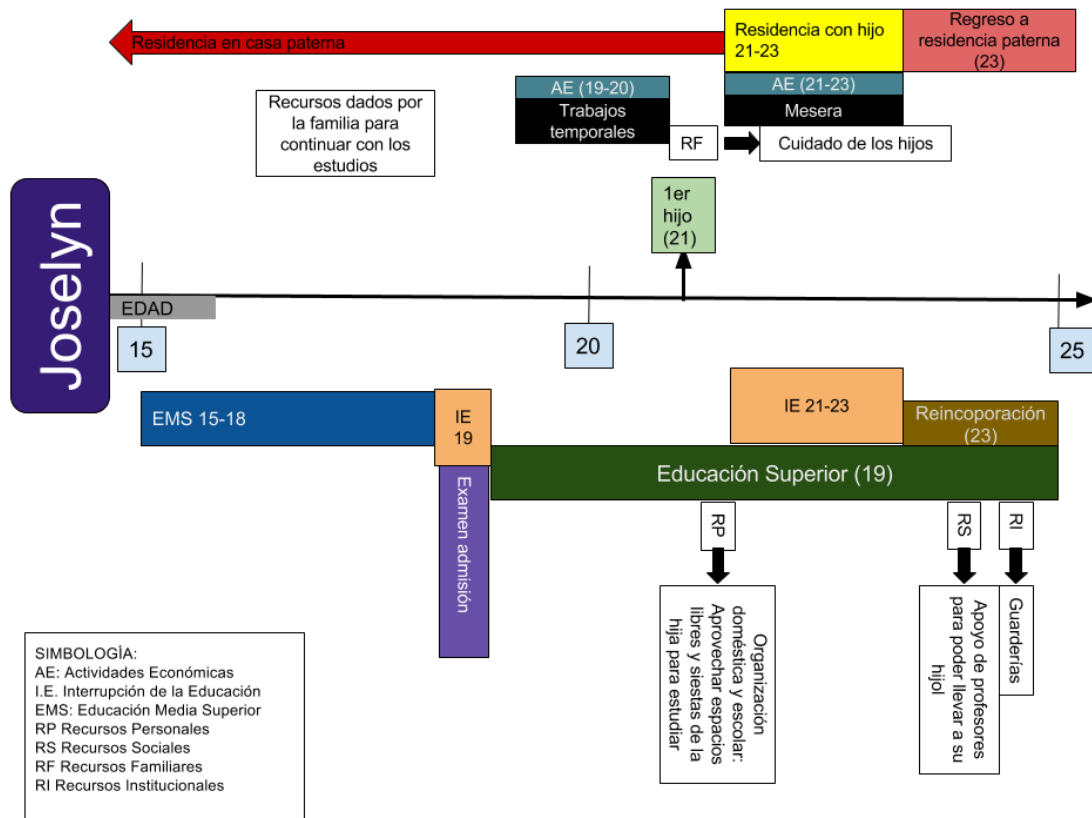 Residencia en casa paterna
Residencia con hijo
21-23
Regreso a
residencia paterna
(23)
AE (19-20)
Trabajos
temporales
AE (21-23)
Mesera
Recursos dados por
la familia para
continuar con los
estudios
RF
Cuidado de los hijos
1er
hijo
(21)
Joselyn
EDAD
15
20
25
EMS 15-18
IE
19
IE 21-23
Reincoporación
(23)
Educación Superior (19)
Examen admisión
RP
RS
RI
Organización
doméstica y escolar:
Aprovechar espacios
libres y siestas de la
hija para estudiar
Apoyo de profesores
para poder llevar a su
hijol
Guarderías
SIMBOLOGÌA:
AE: Actividades Económicas
I.E. Interrupción de la Educación
EMS: Educación Media Superior
RP Recursos Personales
RS Recursos Sociales
RF Recursos Familiares
RI Recursos Institucionales